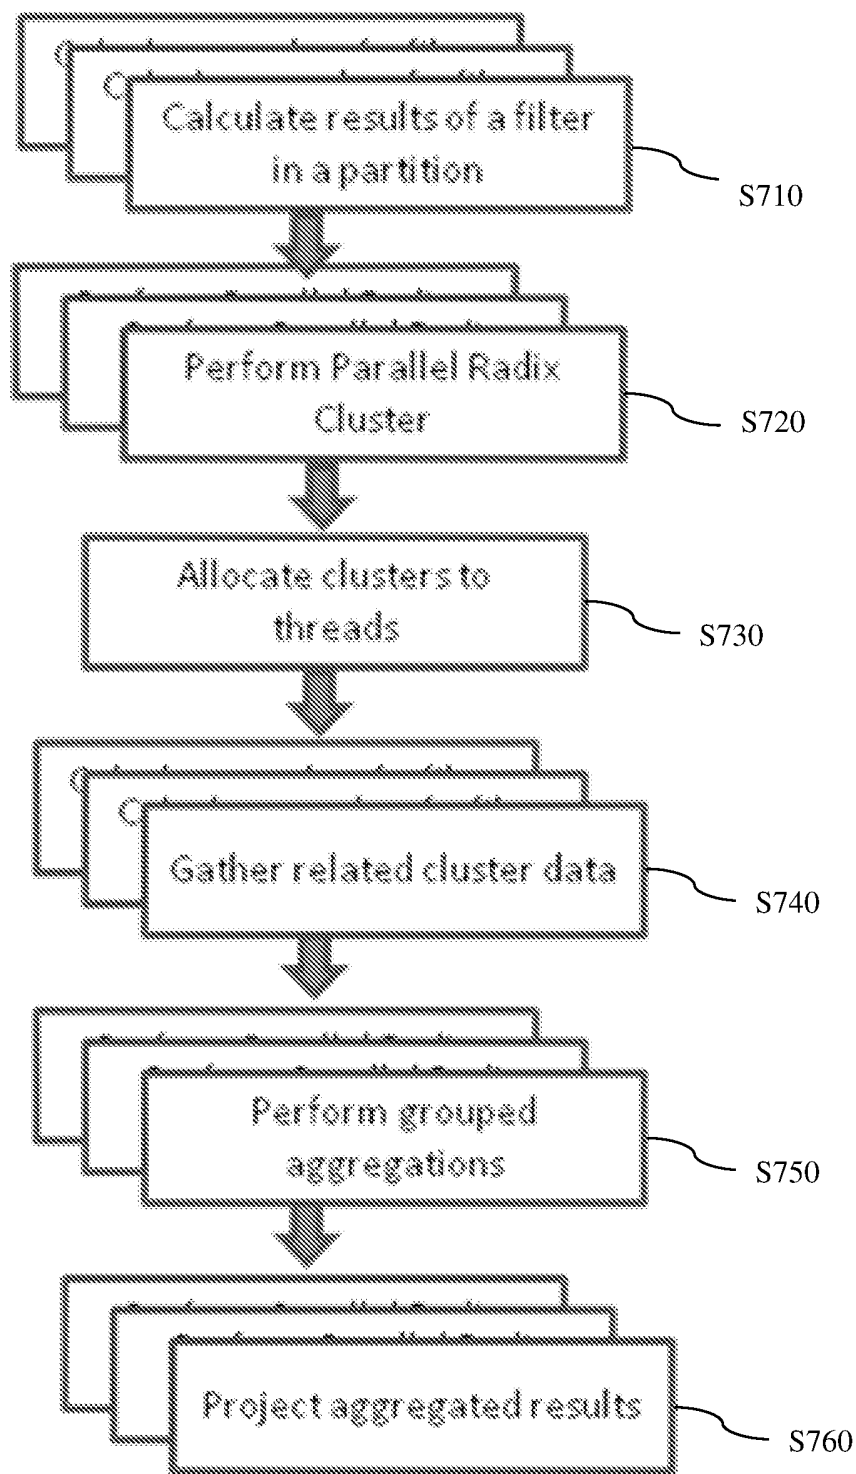 Calculate results of a filter
in a partition
S710
Perform Parallel Radix
Cluster
S720
Allocate clusters to
threads
S730
Gather related cluster data
S740
Perform grouped
aggregations
S750
Project aggregated results
S760